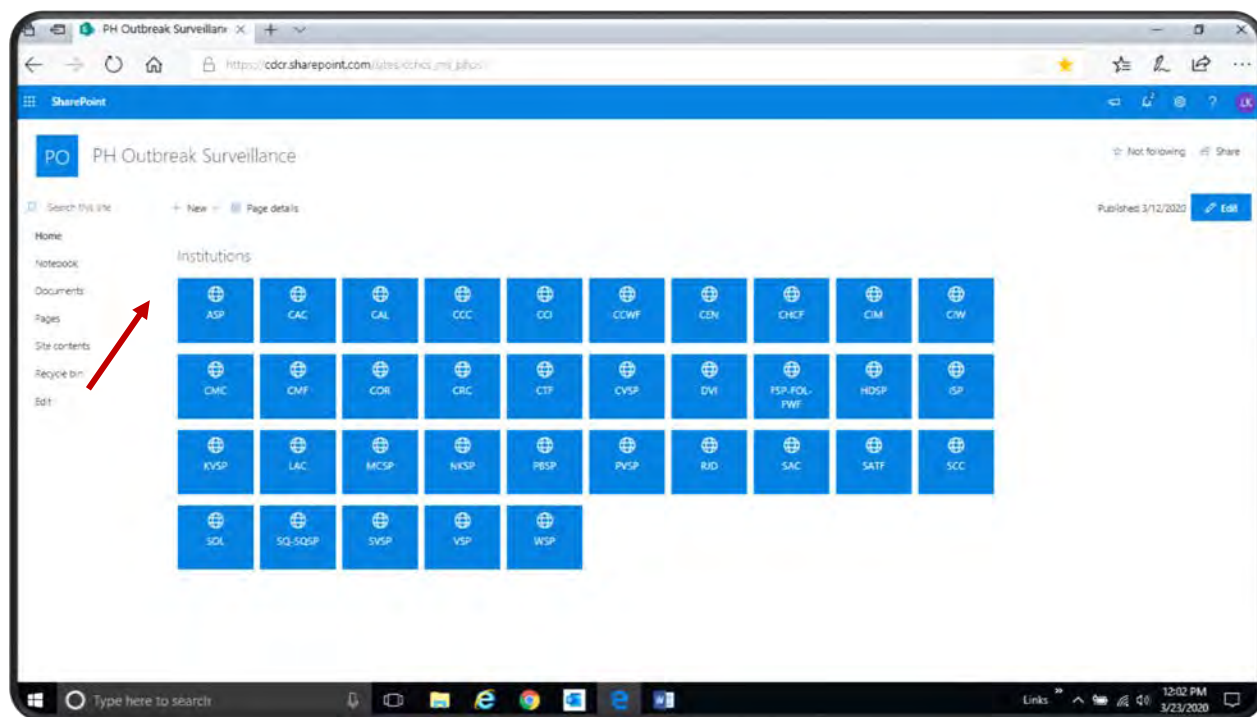 PH Outbreak Surveillanc
cdcr.sharepoint.com
SharePoint
LK
PO PH Outbreak Surveillance
Not following Share
Search this site + New Page details Published 3/12/2020 Edit
Home
Notebook
Documents
Pages
Site contents
Recycle bin
Edit
Institutions
ASP CAC CAL CCC CCI CCWF CEN CHCF CIM CIW
CMC CMF COR CRC CTF CVSP DVI FSP-FOL-
FWF HDSP ISP
KVSP LAC MCSP NKSP PBSP PVSP RJD SAC SATF SCC
SOL SQ-SQSP SVSP VSP WSP
Type here to search Links 12:02 PM
3/23/2020